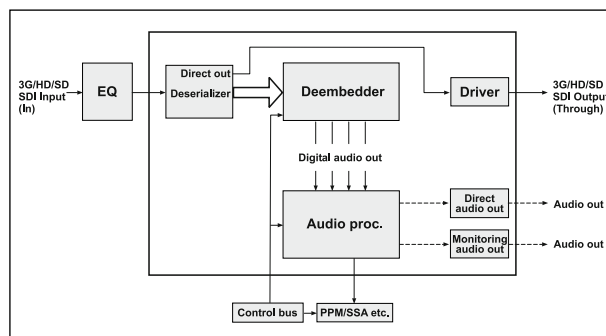 3G/HD/SD
SDI Input
(In)
EQ
Direct out
Deserializer
Deembedder
Driver
3G/HD/SD
SDI Output
(Through)
Digital audio out
Audio proc.
Direct
audio out
Audio out
Monitoring
audio out
Audio out
Control bus
PPM/SSA etc.